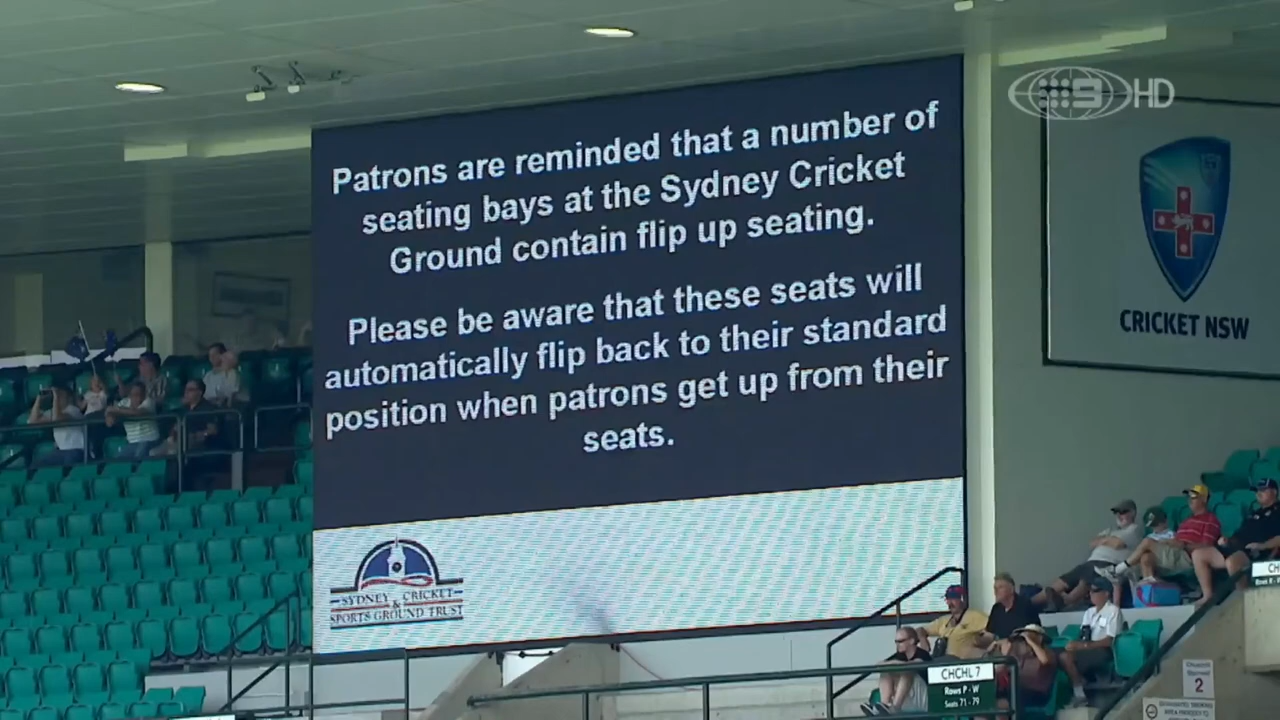 Patrons are reminded that a number of
seating bays at the Sydney Cricket
Ground contain flip up seating.
Please be aware that these seats will
automatically flip back to their standard
position when patrons get up from their
seats.
SYDNEY CRICKET
&
SPORTS GROUND TRUST
9HD
CRICKET NSW
CHCHL 7
Rows P - W
Seats 71 - 79
CH
2